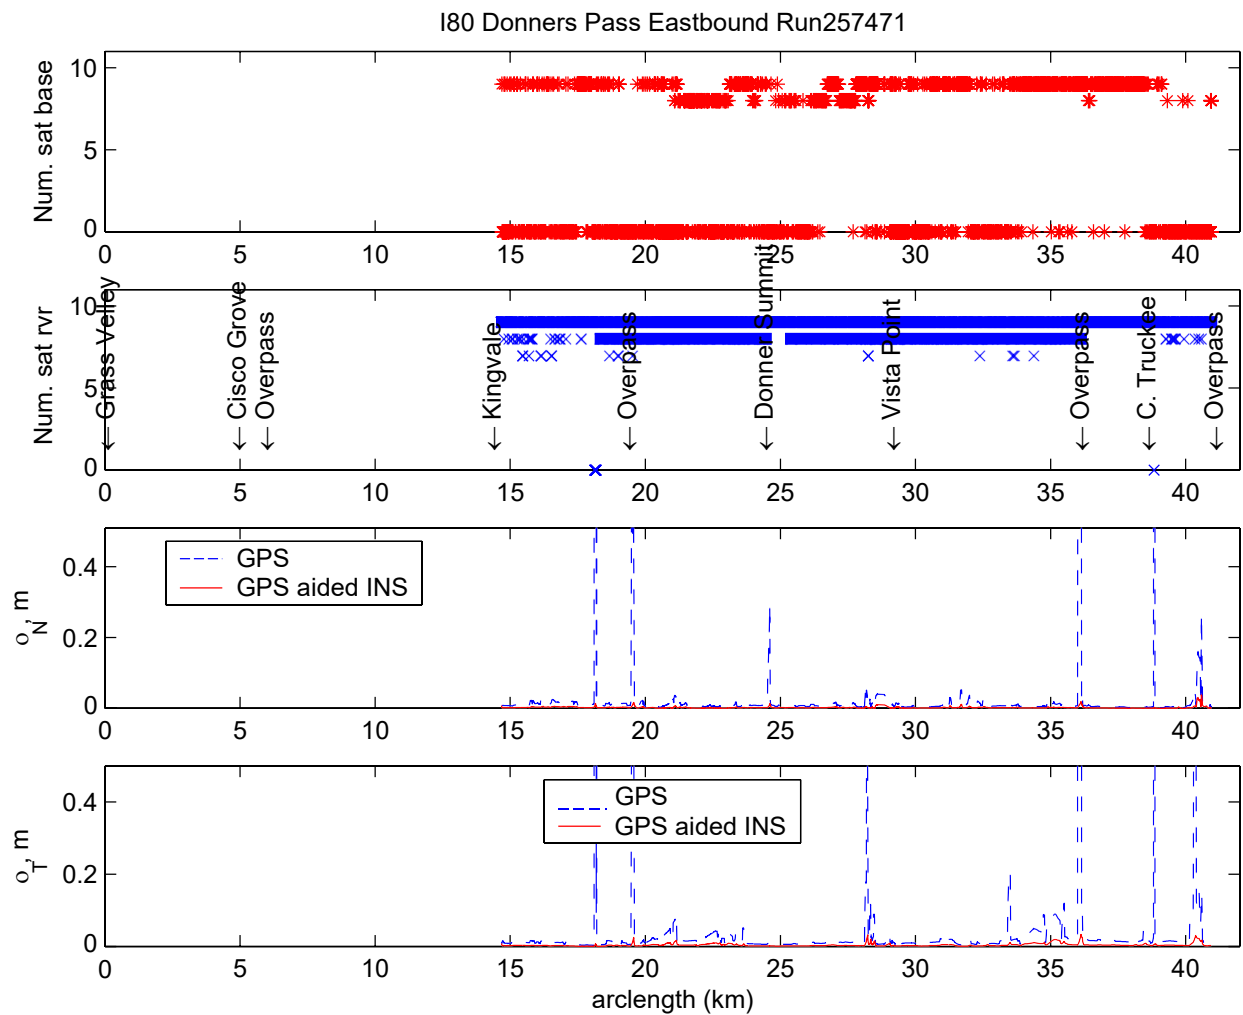 I80 Donners Pass Eastbound Run257471
Num. sat base
10
5
0
0 5 10 15 20 25 30 35 40
Num. sat rvr
10
5
0
← Grass Velley
← Cisco Grove
← Overpass
← Kingvale
← Overpass
← Donner Summit
← Vista Point
← Overpass
← C. Truckee
← Overpass
0 5 10 15 20 25 30 35 40
σN, m
0.4
0.2
0
GPS
GPS aided INS
0 5 10 15 20 25 30 35 40
σT, m
0.4
0.2
0
GPS
GPS aided INS
0 5 10 15 20 25 30 35 40
arclength (km)